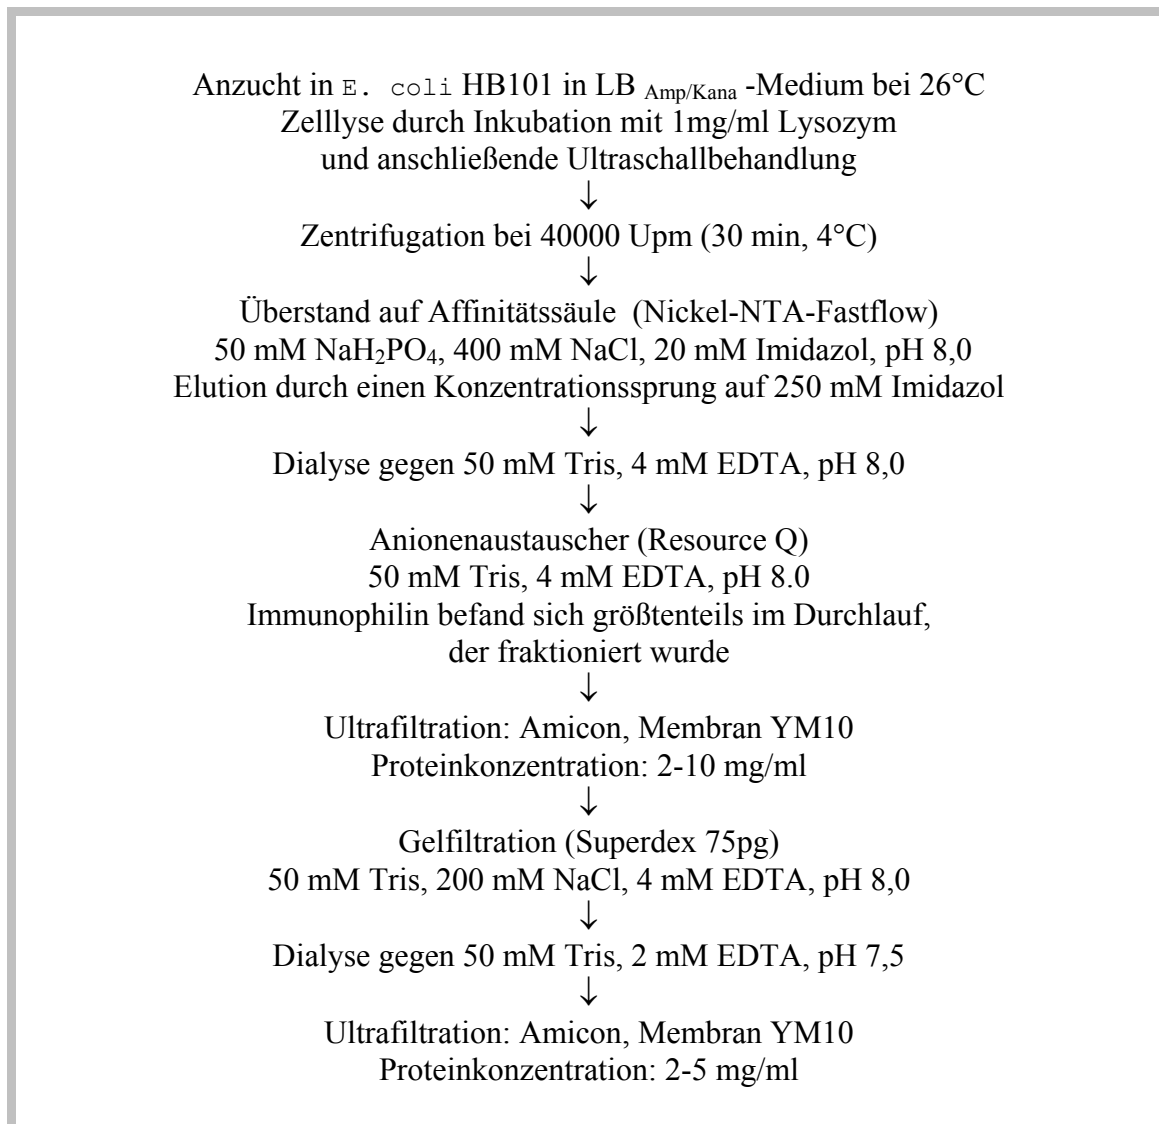 Anzucht in E. coli HB101 in LB Amp/Kana -Medium bei 26°C
Zelllyse durch Inkubation mit 1mg/ml Lysozym
und anschließende Ultraschallbehandlung
↓
Zentrifugation bei 40000 Upm (30 min, 4°C)
↓
Überstand auf Affinitätssäule (Nickel-NTA-Fastflow)
50 mM NaH₂PO₄, 400 mM NaCl, 20 mM Imidazol, pH 8,0
Elution durch einen Konzentrationssprung auf 250 mM Imidazol
↓
Dialyse gegen 50 mM Tris, 4 mM EDTA, pH 8,0
↓
Anionenaustauscher (Resource Q)
50 mM Tris, 4 mM EDTA, pH 8.0
Immunophilin befand sich größtenteils im Durchlauf,
der fraktioniert wurde
↓
Ultrafiltration: Amicon, Membran YM10
Proteinkonzentration: 2-10 mg/ml
↓
Gelfiltration (Superdex 75pg)
50 mM Tris, 200 mM NaCl, 4 mM EDTA, pH 8,0
↓
Dialyse gegen 50 mM Tris, 2 mM EDTA, pH 7,5
↓
Ultrafiltration: Amicon, Membran YM10
Proteinkonzentration: 2-5 mg/ml